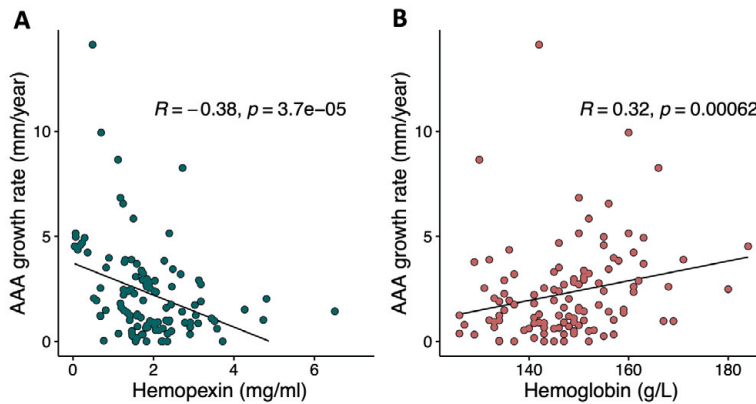 A
AAA growth rate (mm/year)
10
5
0
R = −0.38, p = 3.7e−05
0 2 4 6
Hemopexin (mg/ml)
B
AAA growth rate (mm/year)
10
5
0
R = 0.32, p = 0.00062
140 160 180
Hemoglobin (g/L)